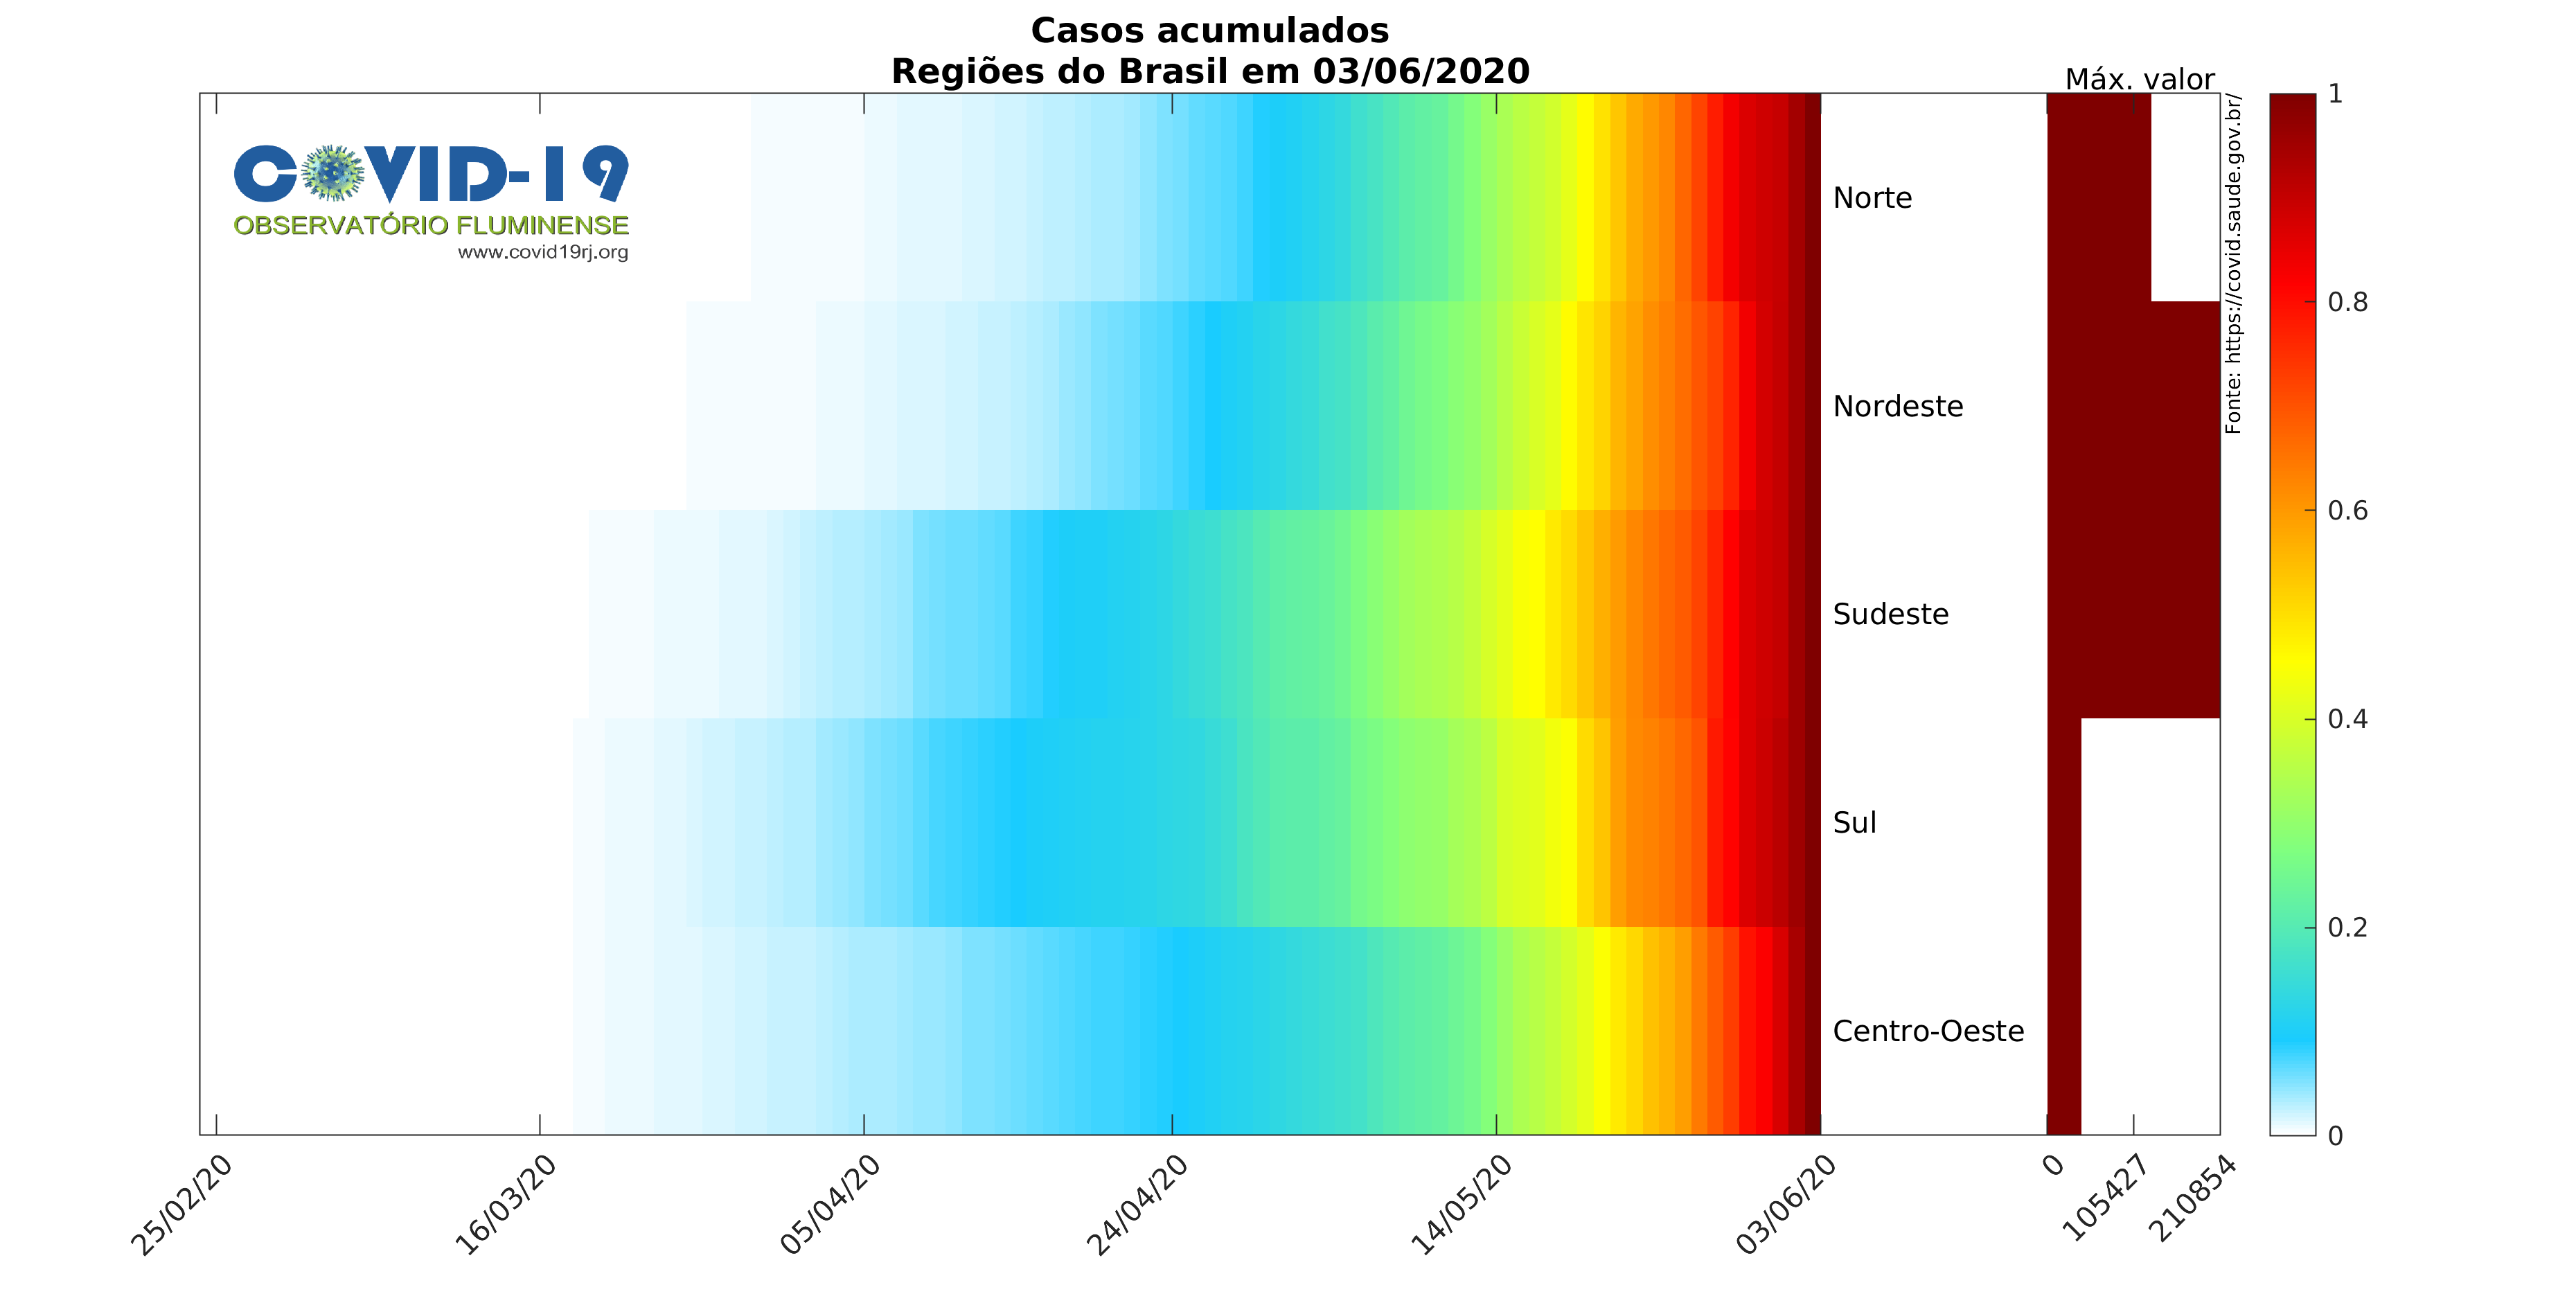 Casos acumulados
Regiões do Brasil em 03/06/2020
Máx. valor
COVID-19
OBSERVATÓRIO FLUMINENSE
www.covid19rj.org
Norte
Nordeste
Sudeste
Sul
Centro-Oeste
Fonte: https://covid.saude.gov.br/
1
0.8
0.6
0.4
0.2
0
25/02/20
16/03/20
05/04/20
24/04/20
14/05/20
03/06/20
0
105427
210854